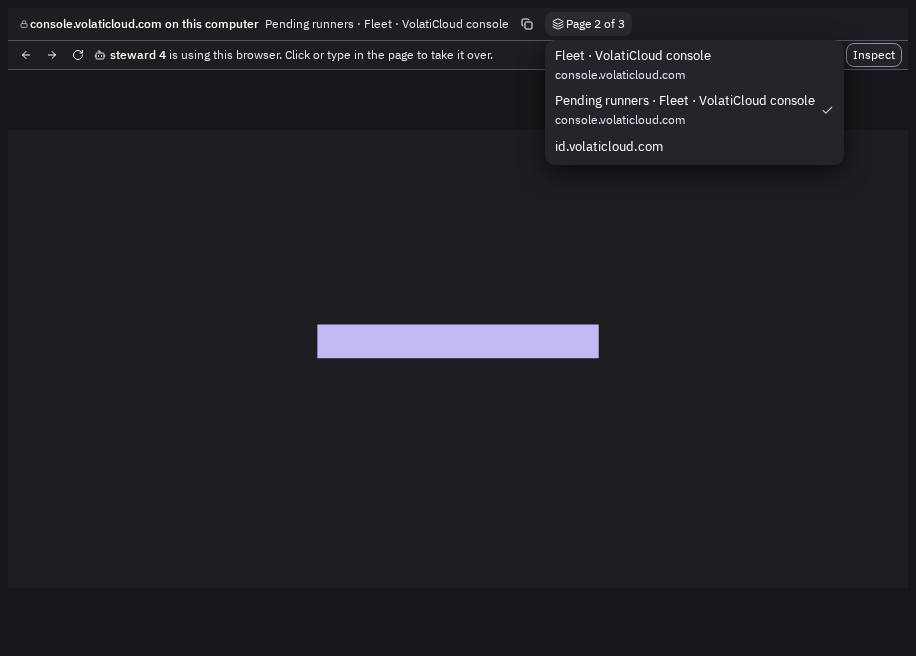 console.volaticloud.com on this computer Pending runners · Fleet · VolatiCloud console Page 2 of 3
steward 4 is using this browser. Click or type in the page to take it over. Inspect
Fleet · VolatiCloud console
console.volaticloud.com
Pending runners · Fleet · VolatiCloud console
console.volaticloud.com
id.volaticloud.com